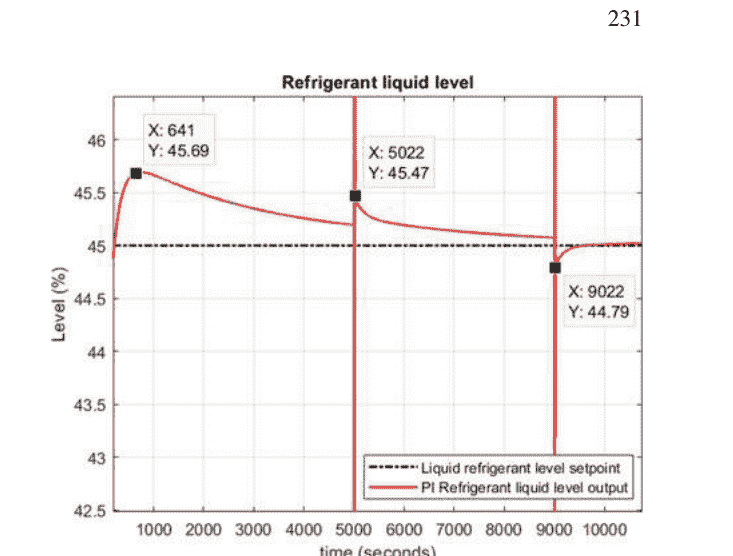 231
Refrigerant liquid level
46
45.5
45
44.5
44
43.5
43
42.5
Level (%)
X: 641
Y: 45.69
X: 5022
Y: 45.47
X: 9022
Y: 44.79
Liquid refrigerant level setpoint
PI Refrigerant liquid level output
1000 2000 3000 4000 5000 6000 7000 8000 9000 10000
time (seconds)